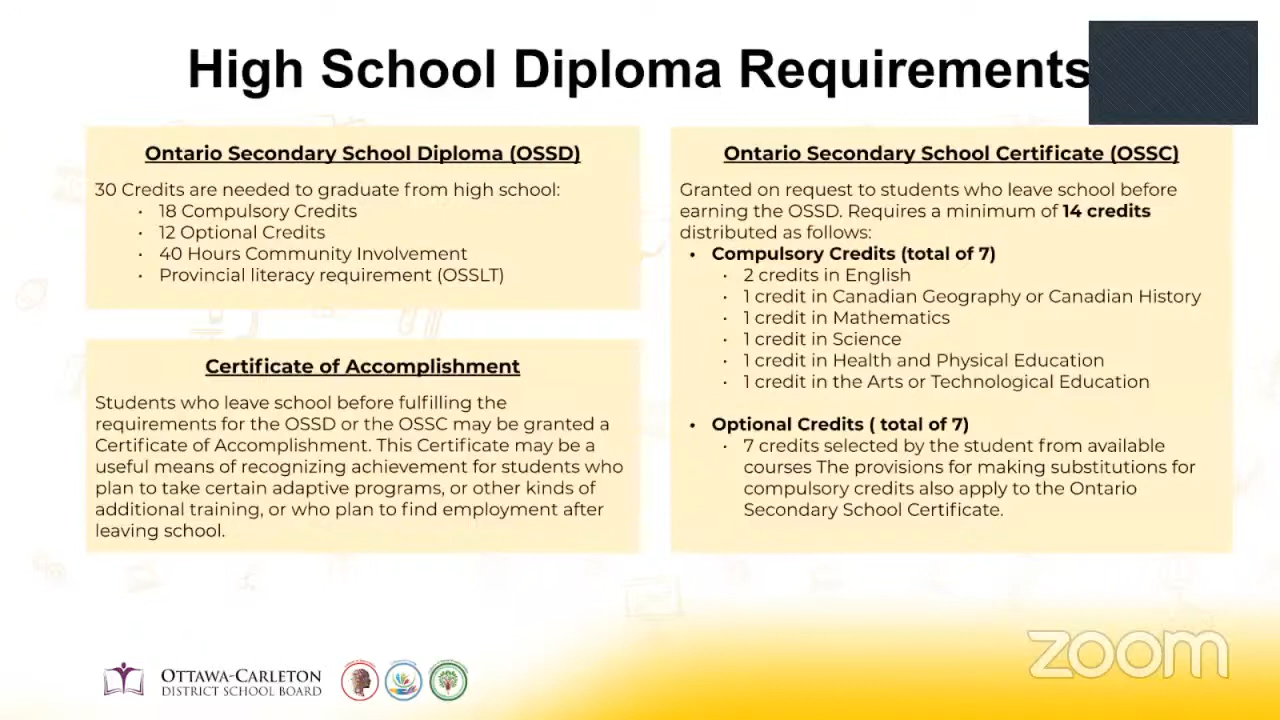 High School Diploma Requirements
Ontario Secondary School Diploma (OSSD)
30 Credits are needed to graduate from high school:
· 18 Compulsory Credits
· 12 Optional Credits
· 40 Hours Community Involvement
· Provincial literacy requirement (OSSLT)
Certificate of Accomplishment
Students who leave school before fulfilling the
requirements for the OSSD or the OSSC may be granted a
Certificate of Accomplishment. This Certificate may be a
useful means of recognizing achievement for students who
plan to take certain adaptive programs, or other kinds of
additional training, or who plan to find employment after
leaving school.
Ontario Secondary School Certificate (OSSC)
Granted on request to students who leave school before
earning the OSSD. Requires a minimum of 14 credits
distributed as follows:
• Compulsory Credits (total of 7)
· 2 credits in English
· 1 credit in Canadian Geography or Canadian History
· 1 credit in Mathematics
· 1 credit in Science
· 1 credit in Health and Physical Education
· 1 credit in the Arts or Technological Education
• Optional Credits ( total of 7)
· 7 credits selected by the student from available
courses The provisions for making substitutions for
compulsory credits also apply to the Ontario
Secondary School Certificate.
OTTAWA-CARLETON
DISTRICT SCHOOL BOARD
zoom